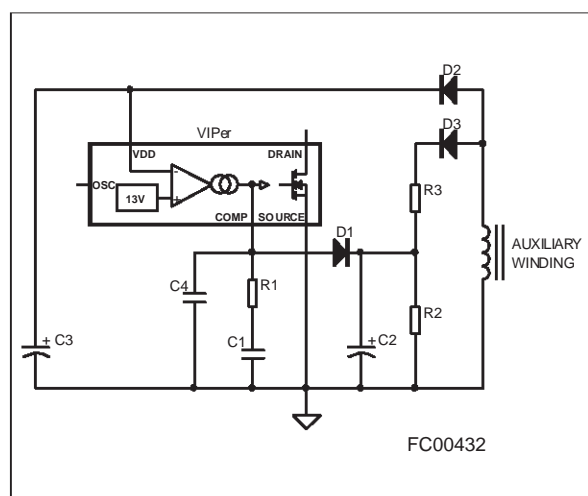 D2
D3
VIPer
VDD
DRAIN
OSC
-
13V
+
COMP
SOURCE
R3
D1
AUXILIARY
WINDING
C4
R1
R2
+
C3
C1
+
C2
FC00432